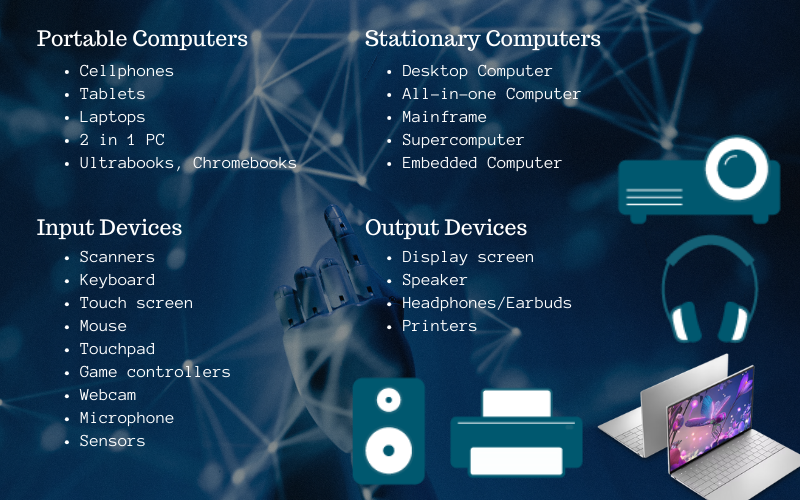 Portable Computers
• Cellphones
• Tablets
• Laptops
• 2 in 1 PC
• Ultrabooks, Chromebooks
Stationary Computers
• Desktop Computer
• All-in-one Computer
• Mainframe
• Supercomputer
• Embedded Computer
Input Devices
• Scanners
• Keyboard
• Touch screen
• Mouse
• Touchpad
• Game controllers
• Webcam
• Microphone
• Sensors
Output Devices
• Display screen
• Speaker
• Headphones/Earbuds
• Printers